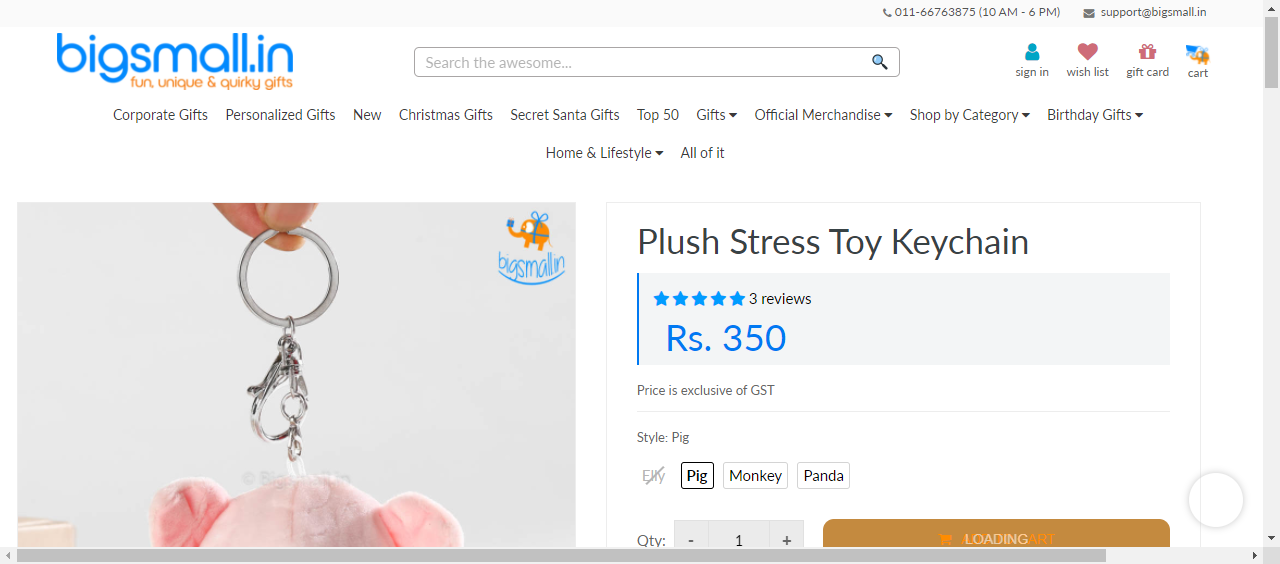 011-66763875 (10 AM - 6 PM) support@bigsmall.in
bigsmall.in
fun, unique & quirky gifts
Search the awesome...
sign in wish list gift card cart
Corporate Gifts Personalized Gifts New Christmas Gifts Secret Santa Gifts Top 50 Gifts Official Merchandise Shop by Category Birthday Gifts
Home & Lifestyle All of it
bigsmall.in
© Bigsmall.in
Plush Stress Toy Keychain
3 reviews
Rs. 350
Price is exclusive of GST
Style: Pig
Elly Pig Monkey Panda
Qty: - 1 +
LOADING